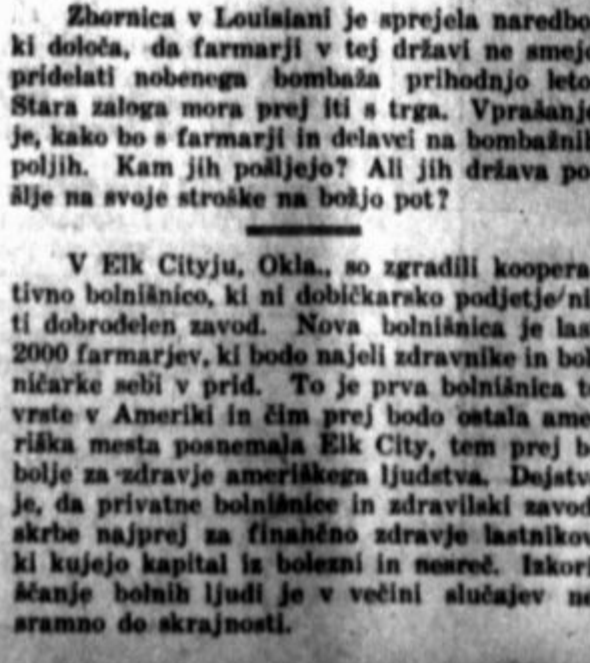 Zbornica v Louisiani je sprejela naredbo
ki določa, da farmarji v tej državi ne smejo
pridelati nobenega bombaža prihodnjo leto
Stara zaloga mora prej iti s trga. Vprašanje
je, kako bo s farmarji in delavci na bombažnih
poljih. Kam jih pošljejo? Ali jih država po
šlje na svoje stroške na božjo pot?
V Elk Cityju, Okla., so zgradili koopera
tivno bolnišnico, ki ni dobičkarsko podjetje ni
ti dobrodelen zavod. Nova bolnišnica je last
2000 farmarjev, ki bodo najeli zdravnike in bol
ničarke sebi v prid. To je prva bolnišnica te
vrste v Ameriki in čim prej bodo ostala ame
riška mesta posnemala Elk City, tem prej b
bolje za zdravje ameriškega ljudstva. Dejstv
je, da privatne bolnišnice in zdravilski zavod
skrbe najprej za finahčno zdravje lastnikov
ki kujejo kapital iz bolezni in nesreč. Izkori
ščanje bolnih ljudi je v večini slučajev ne
sramno do skrajnosti.